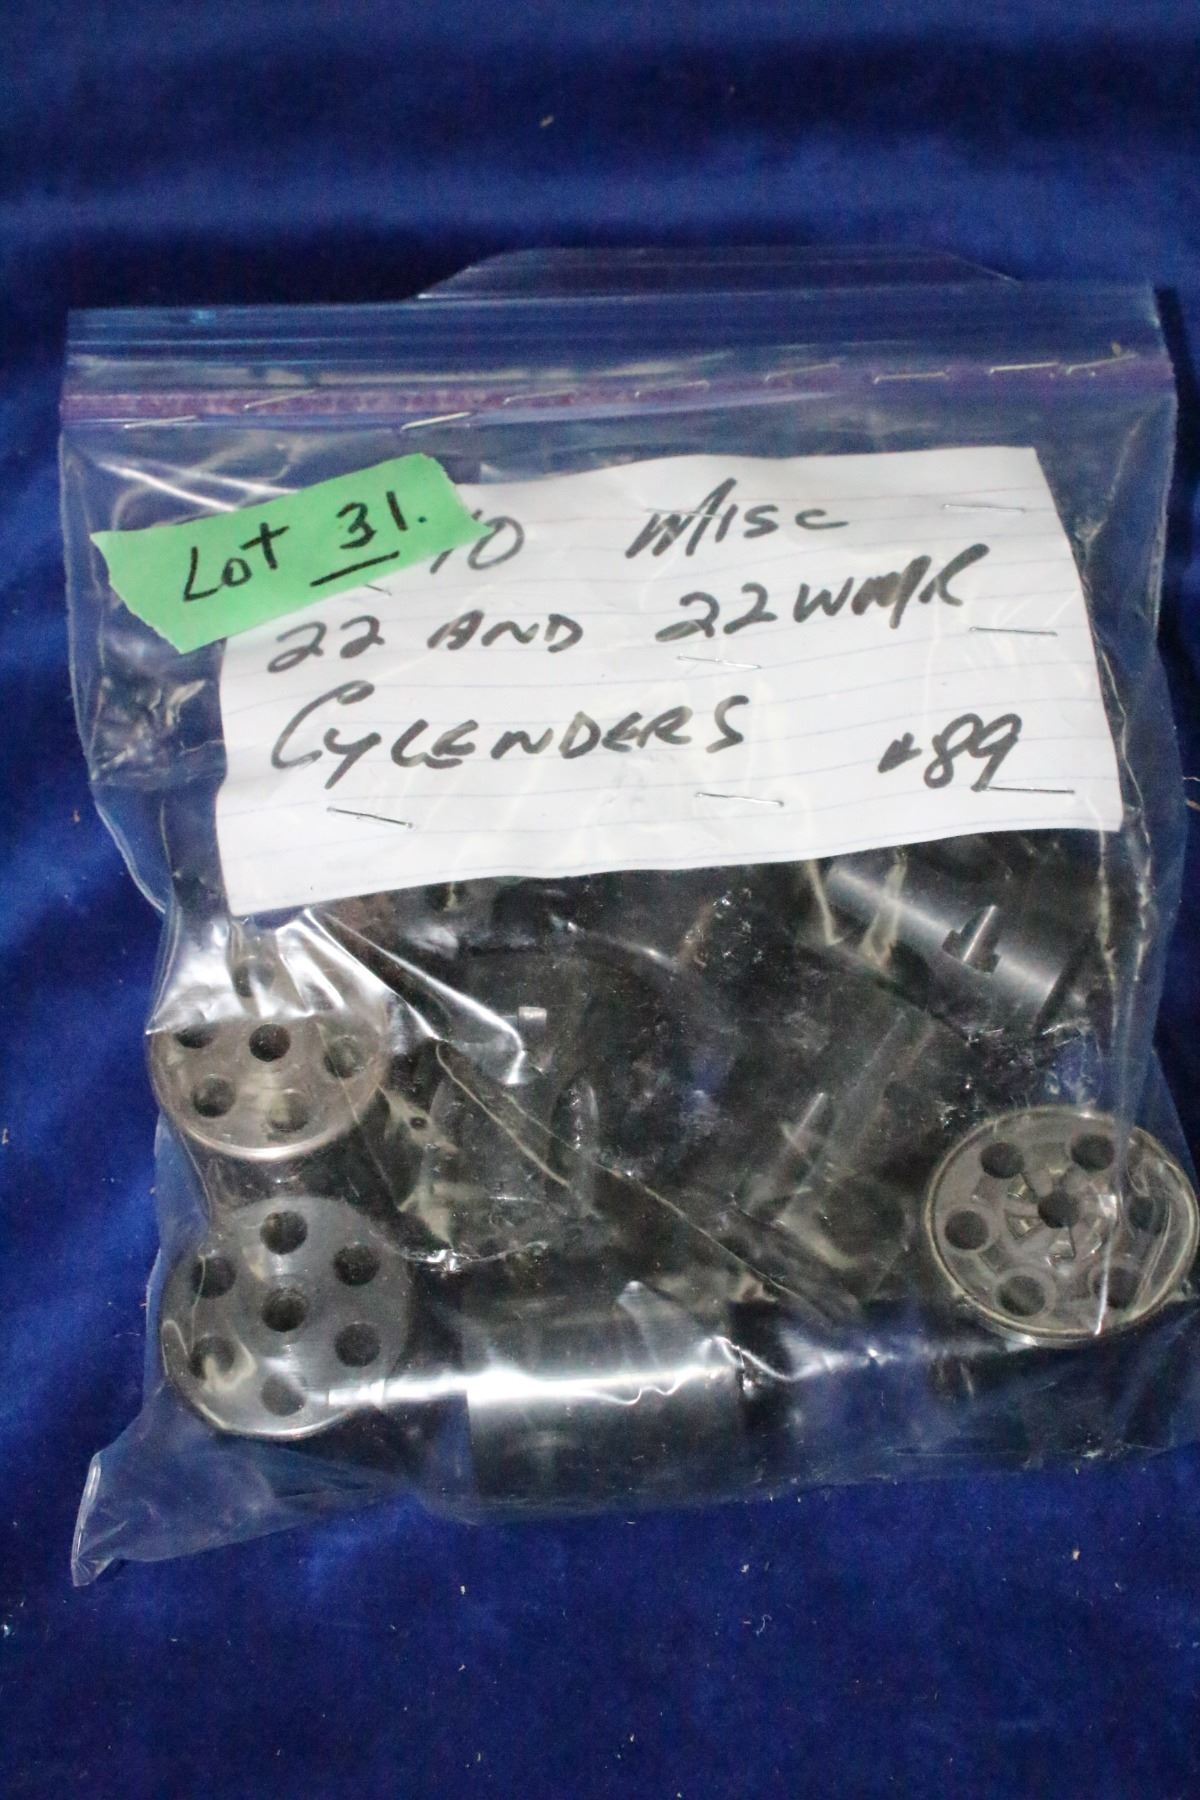 Lot 31.
10 MISC
22 AND 22WMR
CYLENDERS #89